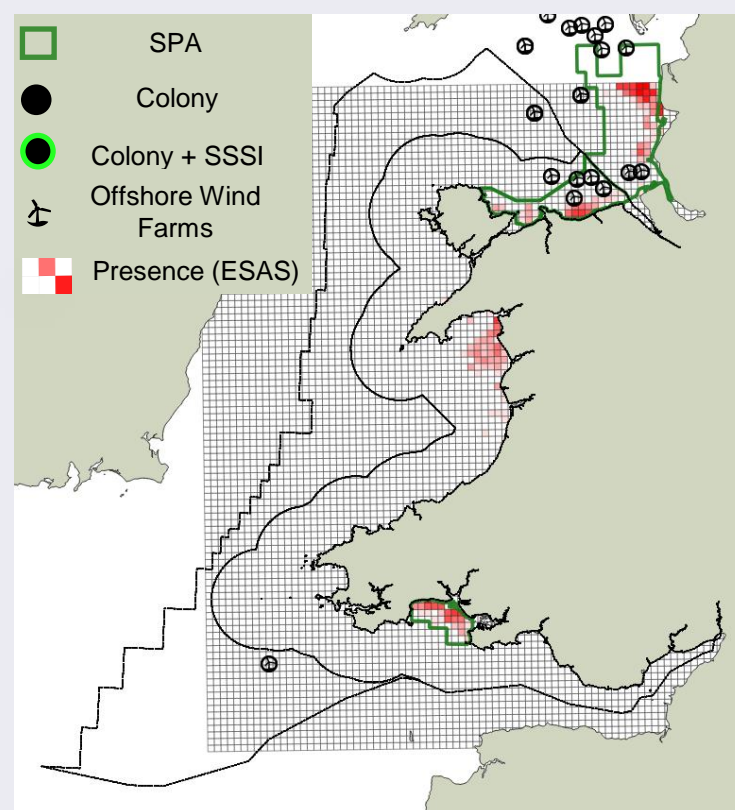 SPA
Colony
Colony + SSSI
Offshore Wind
Farms
Presence (ESAS)